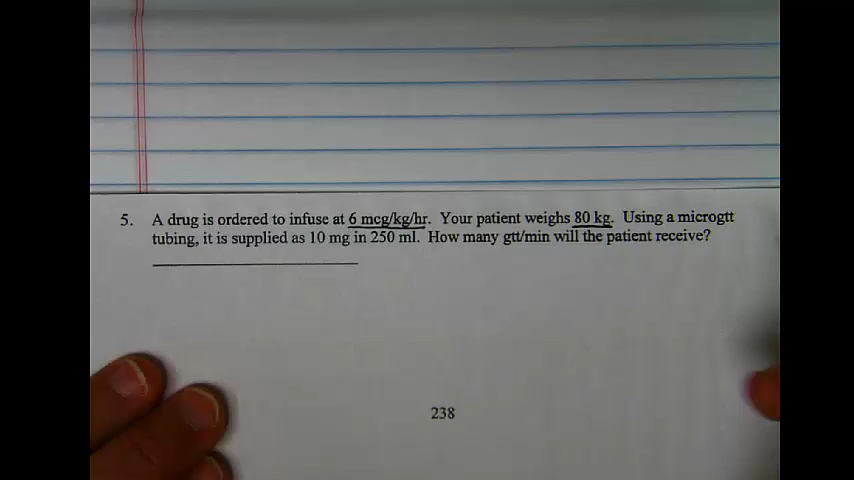 5. A drug is ordered to infuse at 6 mcg/kg/hr. Your patient weighs 80 kg. Using a microgtt
tubing, it is supplied as 10 mg in 250 ml. How many gtt/min will the patient receive?
238